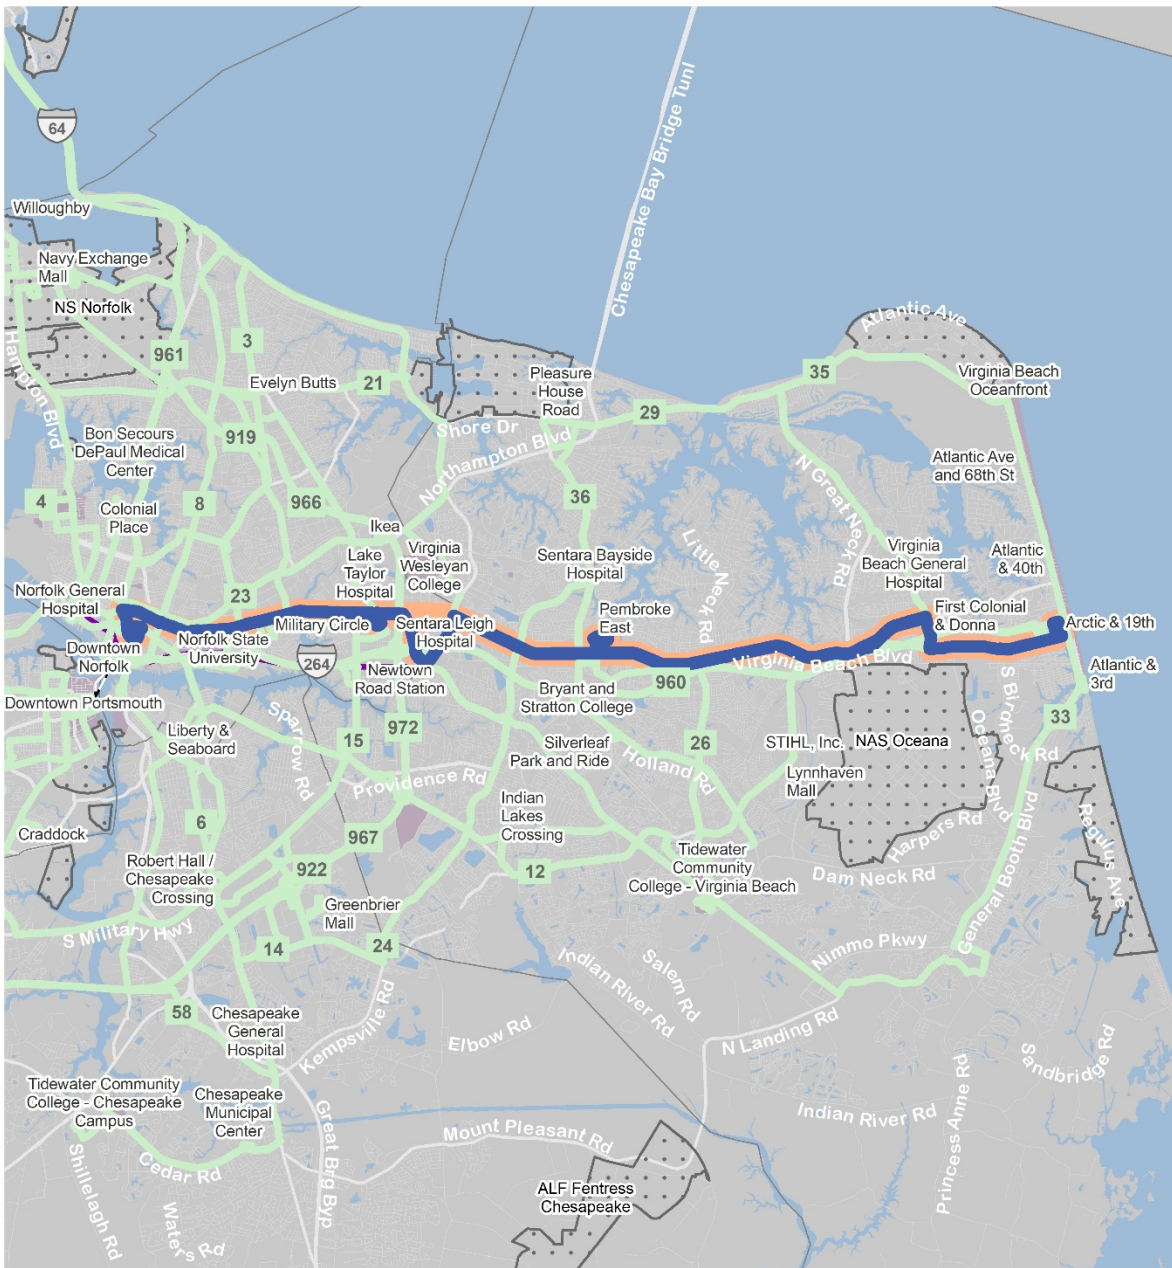 64
Chesapeake Bay Bridge Tunl
Willoughby
Navy Exchange
Mall
NS Norfolk
Hampton Blvd
961
3
Evelyn Butts
21
Pleasure
House
Road
Atlantic Ave
35
Virginia Beach
Oceanfront
29
Shore Dr
Northampton Blvd
919
Bon Secours
DePaul Medical
Center
Atlantic Ave
and 68th St
N Great Neck Rd
4
8
966
36
Colonial
Place
Ikea
Little Neck Rd
Lake
Taylor
Hospital
Virginia
Wesleyan
College
Sentara Bayside
Hospital
Virginia
Beach General
Hospital
Atlantic
& 40th
Norfolk General
Hospital
23
Military Circle
Sentara Leigh
Hospital
Pembroke
East
First Colonial
& Donna
Arctic & 19th
Norfolk State
University
Downtown
Norfolk
264
Newtown
Road Station
Virginia Beach Blvd
960
Atlantic &
3rd
Downtown Portsmouth
Bryant and
Stratton College
S Birdneck Rd
33
Liberty &
Seaboard
Sparrow Rd
15
972
Silverleaf
Park and Ride
26
STIHL, Inc.
NAS Oceana
Oceana Blvd
Holland Rd
Lynnhaven
Mall
Providence Rd
Indian
Lakes
Crossing
Craddock
6
967
Harpers Rd
General Booth Blvd
Regulus Ave
Robert Hall /
Chesapeake
Crossing
922
12
Tidewater
Community
College - Virginia Beach
Dam Neck Rd
Greenbrier
Mall
S Military Hwy
14
24
Nimmo Pkwy
Salem Rd
Indian River Rd
58
Chesapeake
General
Hospital
Kempsville Rd
Elbow Rd
N Landing Rd
Sandbridge Rd
Tidewater Community
College - Chesapeake
Campus
Chesapeake
Municipal
Center
Great Brg Byp
Mount Pleasant Rd
Indian River Rd
Princess Anne Rd
Cedar Rd
Shillelagh Rd
Waters Rd
ALF Fentress
Chesapeake